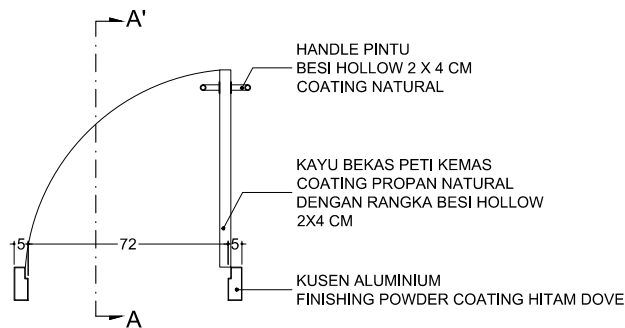 A'
HANDLE PINTU
BESI HOLLOW 2 X 4 CM
COATING NATURAL
KAYU BEKAS PETI KEMAS
COATING PROPAN NATURAL
DENGAN RANGKA BESI HOLLOW
2X4 CM
5 72 5
KUSEN ALUMINIUM
FINISHING POWDER COATING HITAM DOVE
A